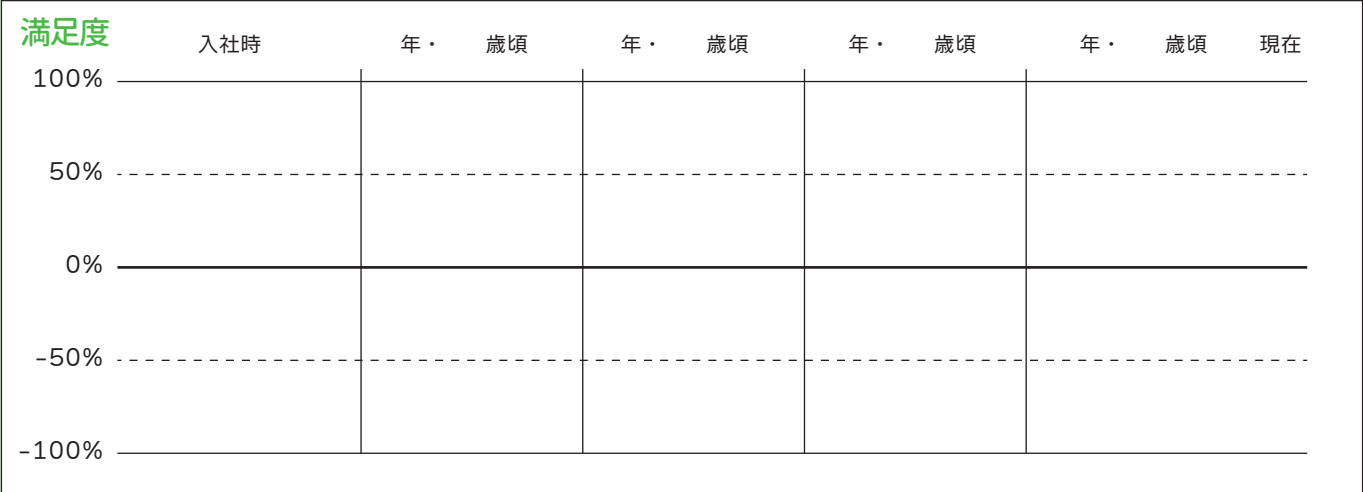 満足度
入社時 年・ 歳頃 年・ 歳頃 年・ 歳頃 年・ 歳頃 現在
100%
50%
0%
-50%
-100%